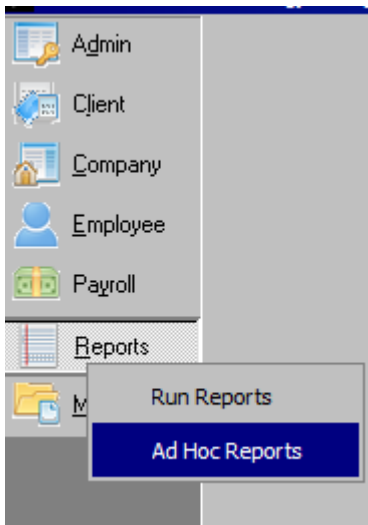 Admin
Client
Company
Employee
Payroll
Reports
Run Reports
M
Ad Hoc Reports